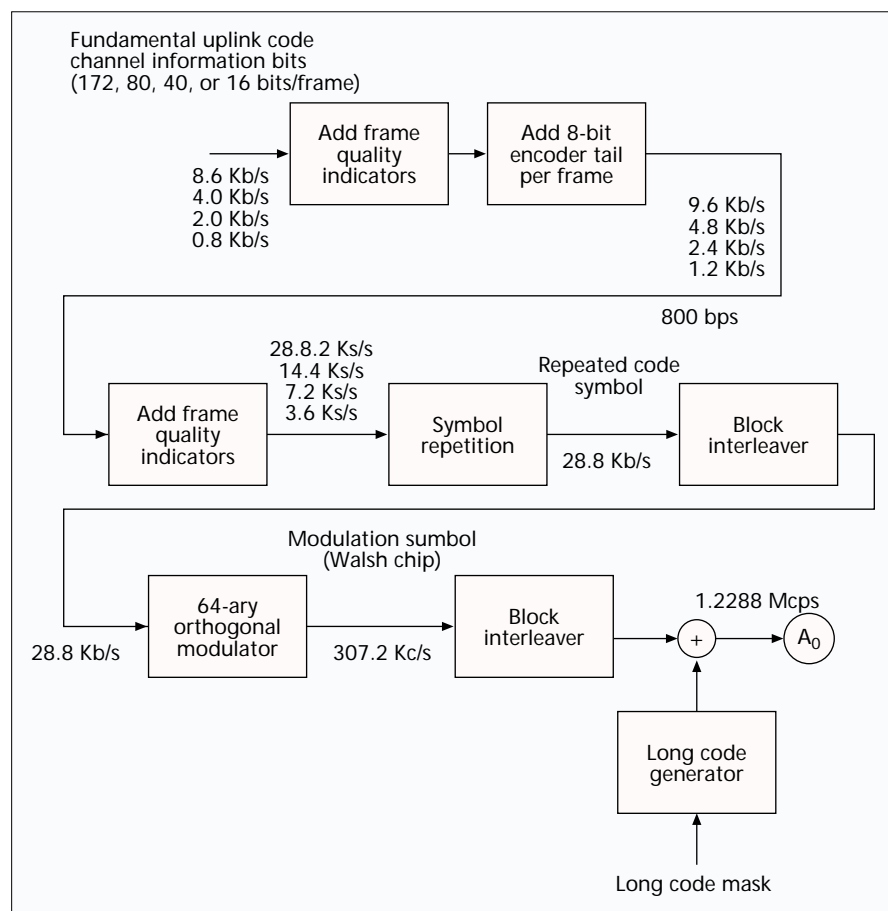 Fundamental uplink code
channel information bits
(172, 80, 40, or 16 bits/frame)
8.6 Kb/s
4.0 Kb/s
2.0 Kb/s
0.8 Kb/s
Add frame
quality
indicators
Add 8-bit
encoder tail
per frame
9.6 Kb/s
4.8 Kb/s
2.4 Kb/s
1.2 Kb/s
800 bps
Add frame
quality
indicators
28.8.2 Ks/s
14.4 Ks/s
7.2 Ks/s
3.6 Ks/s
Symbol
repetition
Repeated code
symbol
28.8 Kb/s
Block
interleaver
28.8 Kb/s
64-ary
orthogonal
modulator
Modulation sumbol
(Walsh chip)
307.2 Kc/s
Block
interleaver
+
1.2288 Mcps
A0
Long code
generator
Long code mask